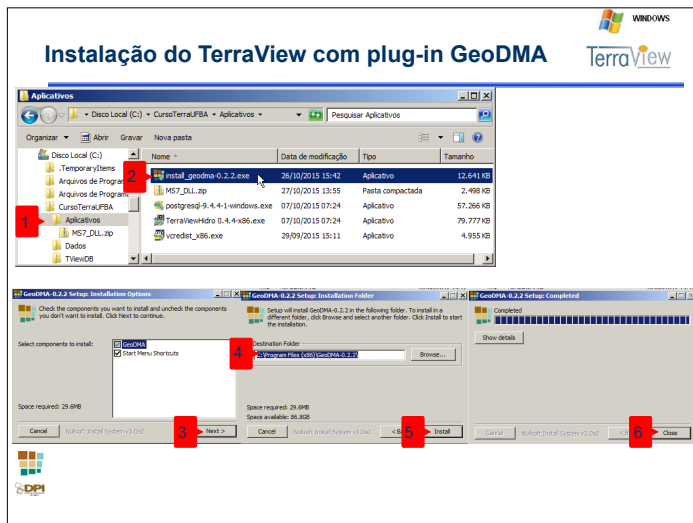 WINDOWS
Instalação do TerraView com plug-in GeoDMA
TerraView
Aplicativos
Disco Local (C:) CursoTerraUFBA Aplicativos
Pesquisar Aplicativos
Organizar Abrir Gravar Nova pasta
Disco Local (C:)
.TemporaryItems
Arquivos de Program
Arquivos de Program
CursoTerraUFBA
1 Aplicativos
MS7_DLL.zip
Dados
TViewDB
Nome Data de modificação Tipo Tamanho
2 install_geodma-0.2.2.exe 26/10/2015 15:42 Aplicativo 12.641 KB
MS7_DLL.zip 27/10/2015 13:55 Pasta compactada 2.498 KB
postgresql-9.4.4-1-windows.exe 07/10/2015 07:24 Aplicativo 57.266 KB
TerraViewHidro 0.4.4-x86.exe 07/10/2015 07:24 Aplicativo 79.777 KB
vcredist_x86.exe 29/09/2015 15:11 Aplicativo 4.955 KB
GeoDMA-0.2.2 Setup: Installation Options
Check the components you want to install and uncheck the components
you don't want to install. Click Next to continue.
Select components to install:
GeoDMA
Start Menu Shortcuts
Space required: 29.6MB
Cancel Nullsoft Install System v3.0a2 3 Next >
GeoDMA-0.2.2 Setup: Installation Folder
Setup will install GeoDMA-0.2.2 in the following folder. To install in a
different folder, click Browse and select another folder. Click Install to start
the installation.
Destination Folder
4 C:\Program Files (x86)\GeoDMA-0.2.2\ Browse...
Space required: 29.6MB
Space available: 86.8GB
Cancel Nullsoft Install System v3.0a2 < Ba 5 Install
GeoDMA-0.2.2 Setup: Completed
Completed
Show details
Cancel Nullsoft Install System v3.0a2 < B 6 Close
DPI